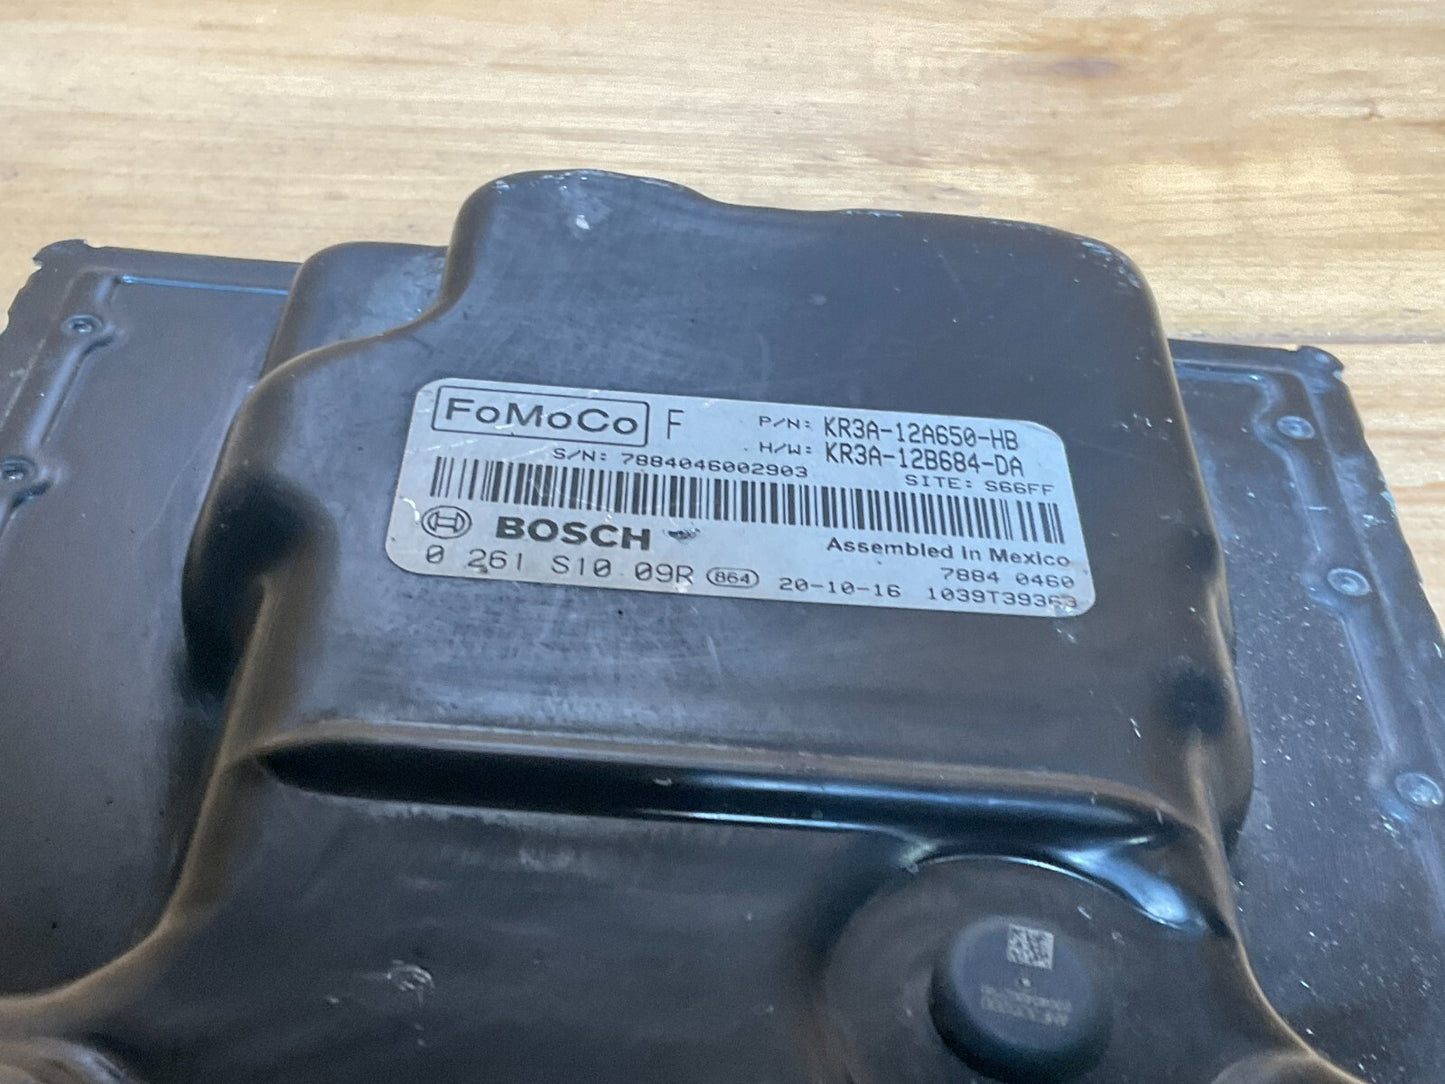 FoMoCo F P/N: KR3A-12A650-HB
H/W: KR3A-12B684-DA
S/N: 7884046002903 SITE: S66FF
BOSCH Assembled in Mexico
0 261 S10 09R 864 20-10-16 7884 0460
1039T39363